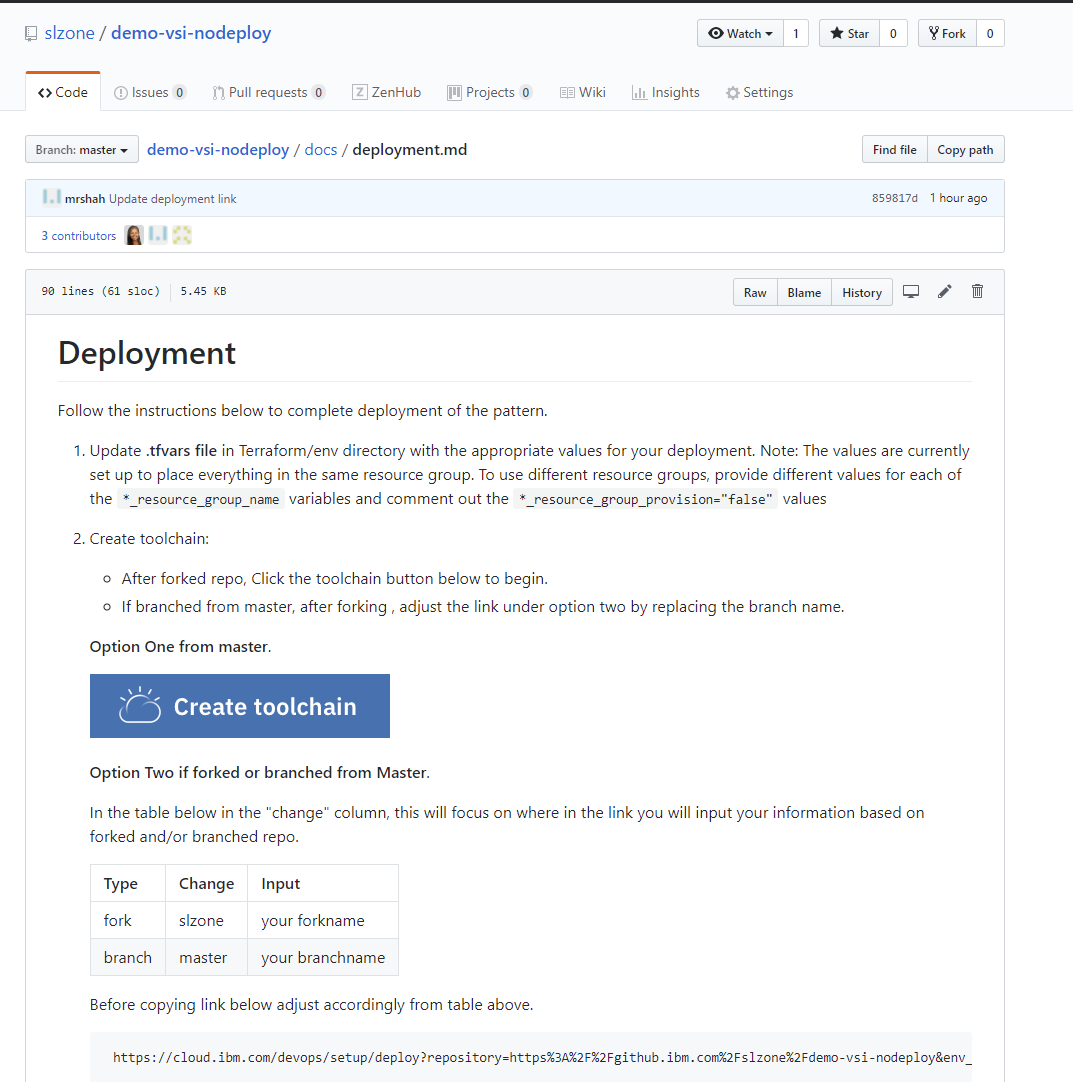 slzone / demo-vsi-nodeploy
Watch 1 Star 0 Fork 0
Code Issues 0 Pull requests 0 ZenHub Projects 0 Wiki Insights Settings
Branch: master demo-vsi-nodeploy / docs / deployment.md Find file Copy path
mrshah Update deployment link 859817d 1 hour ago
3 contributors
90 lines (61 sloc) 5.45 KB Raw Blame History
Deployment
Follow the instructions below to complete deployment of the pattern.
1. Update .tfvars file in Terraform/env directory with the appropriate values for your deployment. Note: The values are currently
set up to place everything in the same resource group. To use different resource groups, provide different values for each of
the *_resource_group_name variables and comment out the *_resource_group_provision="false" values
2. Create toolchain:
After forked repo, Click the toolchain button below to begin.
If branched from master, after forking , adjust the link under option two by replacing the branch name.
Option One from master.
Create toolchain
Option Two if forked or branched from Master.
In the table below in the "change" column, this will focus on where in the link you will input your information based on
forked and/or branched repo.
Type Change Input
fork slzone your forkname
branch master your branchname
Before copying link below adjust accordingly from table above.
https://cloud.ibm.com/devops/setup/deploy?repository=https%3A%2F%2Fgithub.ibm.com%2Fslzone%2Fdemo-vsi-nodeploy&env_